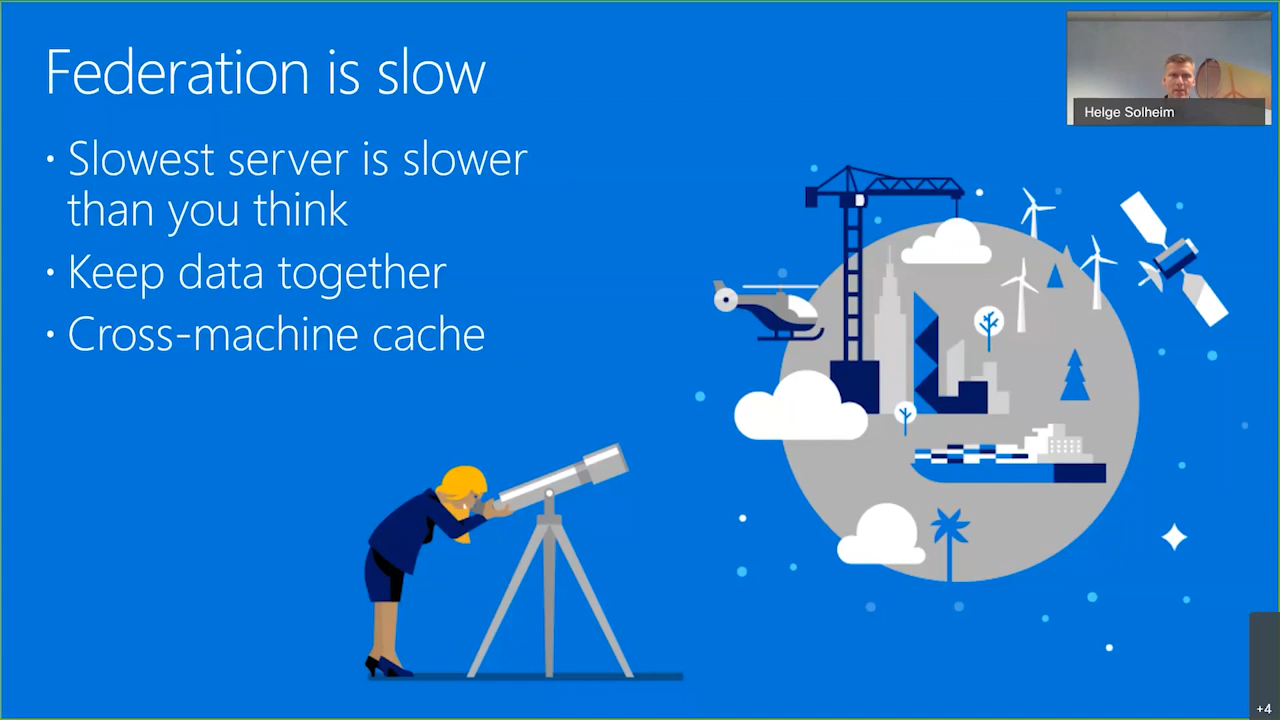 Federation is slow
Helge Solheim
• Slowest server is slower
than you think
• Keep data together
• Cross-machine cache
+4